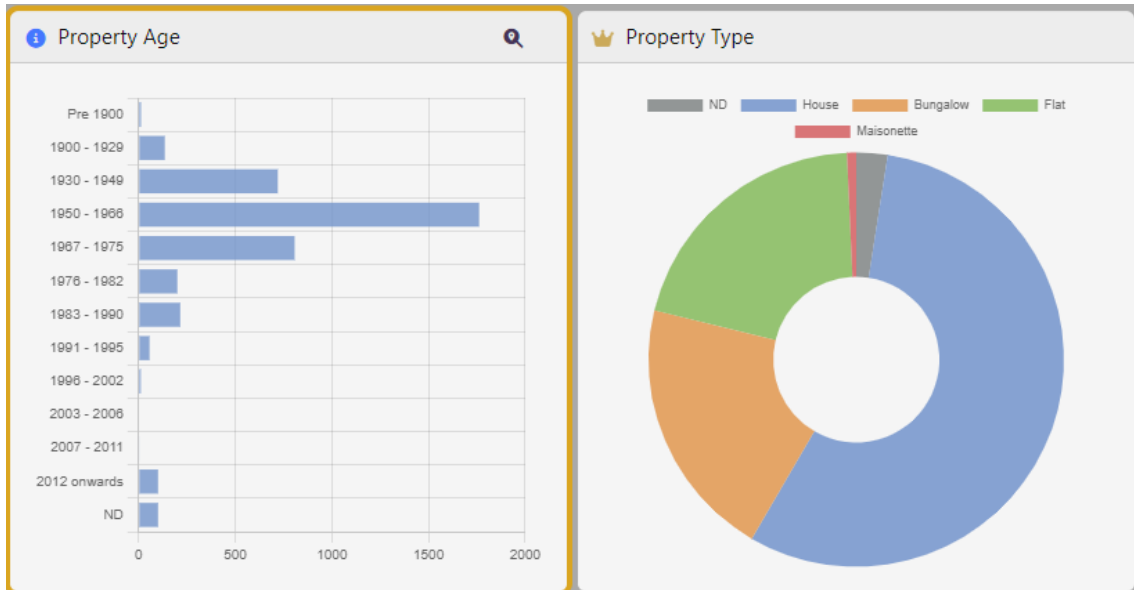 Property Age
Pre 1900
1900 - 1929
1930 - 1949
1950 - 1966
1967 - 1975
1976 - 1982
1983 - 1990
1991 - 1995
1996 - 2002
2003 - 2006
2007 - 2011
2012 onwards
ND
0 500 1000 1500 2000
Property Type
ND House Bungalow Flat
Maisonette